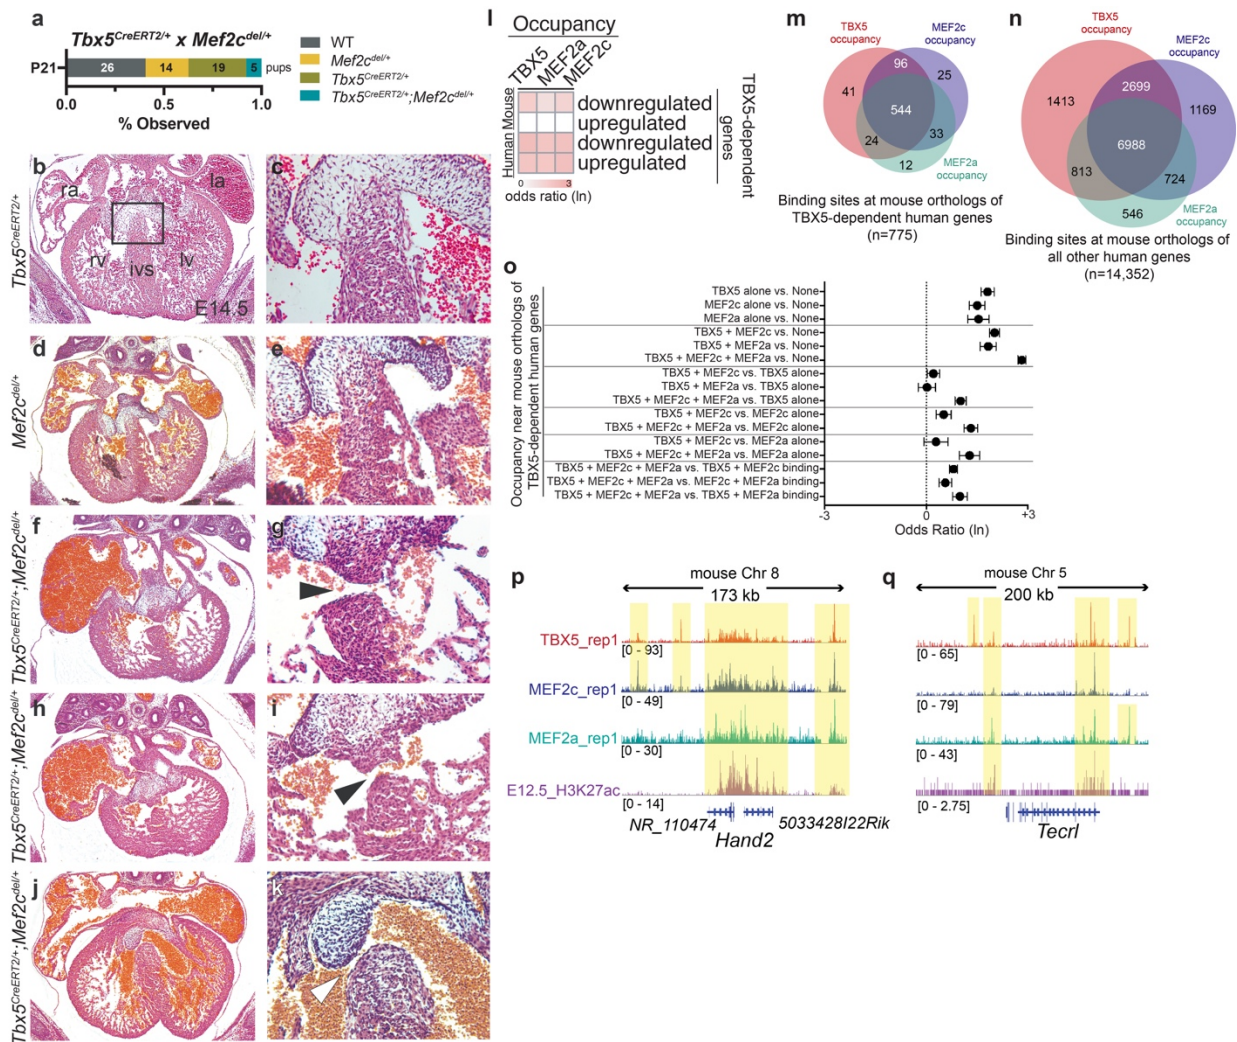 a
Tbx5CreERT2/+ x Mef2cdel/+
P21
26
14
19
5
pups
0.0
0.5
1.0
% Observed
WT
Mef2cdel/+
Tbx5CreERT2/+
Tbx5CreERT2/+;Mef2cdel/+
Tbx5CreERT2/+
b
ra
la
rv
ivs
lv
E14.5
c
Mef2cdel/+
d
e
Tbx5CreERT2/+;Mef2cdel/+
f
g
Tbx5CreERT2/+;Mef2cdel/+
h
i
Tbx5CreERT2/+;Mef2cdel/+
j
k
l
Occupancy
TBX5
MEF2a
MEF2c
Mouse
Human
downregulated
upregulated
downregulated
upregulated
TBX5-dependent
genes
0
3
odds ratio (ln)
m
TBX5
occupancy
MEF2c
occupancy
96
25
41
544
24
33
12
MEF2a
occupancy
Binding sites at mouse orthologs of
TBX5-dependent human genes
(n=775)
n
TBX5
occupancy
MEF2c
occupancy
2699
1413
1169
6988
813
724
546
MEF2a
occupancy
Binding sites at mouse orthologs of
all other human genes
(n=14,352)
o
Occupancy near mouse orthologs of
TBX5-dependent human genes
TBX5 alone vs. None
MEF2c alone vs. None
MEF2a alone vs. None
TBX5 + MEF2c vs. None
TBX5 + MEF2a vs. None
TBX5 + MEF2c + MEF2a vs. None
TBX5 + MEF2c vs. TBX5 alone
TBX5 + MEF2a vs. TBX5 alone
TBX5 + MEF2c + MEF2a vs. TBX5 alone
TBX5 + MEF2c vs. MEF2c alone
TBX5 + MEF2c + MEF2a vs. MEF2c alone
TBX5 + MEF2c vs. MEF2a alone
TBX5 + MEF2c + MEF2a vs. MEF2a alone
TBX5 + MEF2c + MEF2a vs. TBX5 + MEF2c binding
TBX5 + MEF2c + MEF2a vs. MEF2c + MEF2a binding
TBX5 + MEF2c + MEF2a vs. TBX5 + MEF2a binding
-3
0
+3
Odds Ratio (ln)
p
mouse Chr 8
173 kb
TBX5_rep1
[0 - 93]
MEF2c_rep1
[0 - 49]
MEF2a_rep1
[0 - 30]
E12.5_H3K27ac
[0 - 14]
NR_110474
Hand2
5033428I22Rik
q
mouse Chr 5
200 kb
[0 - 65]
[0 - 79]
[0 - 43]
[0 - 2.75]
Tecrl